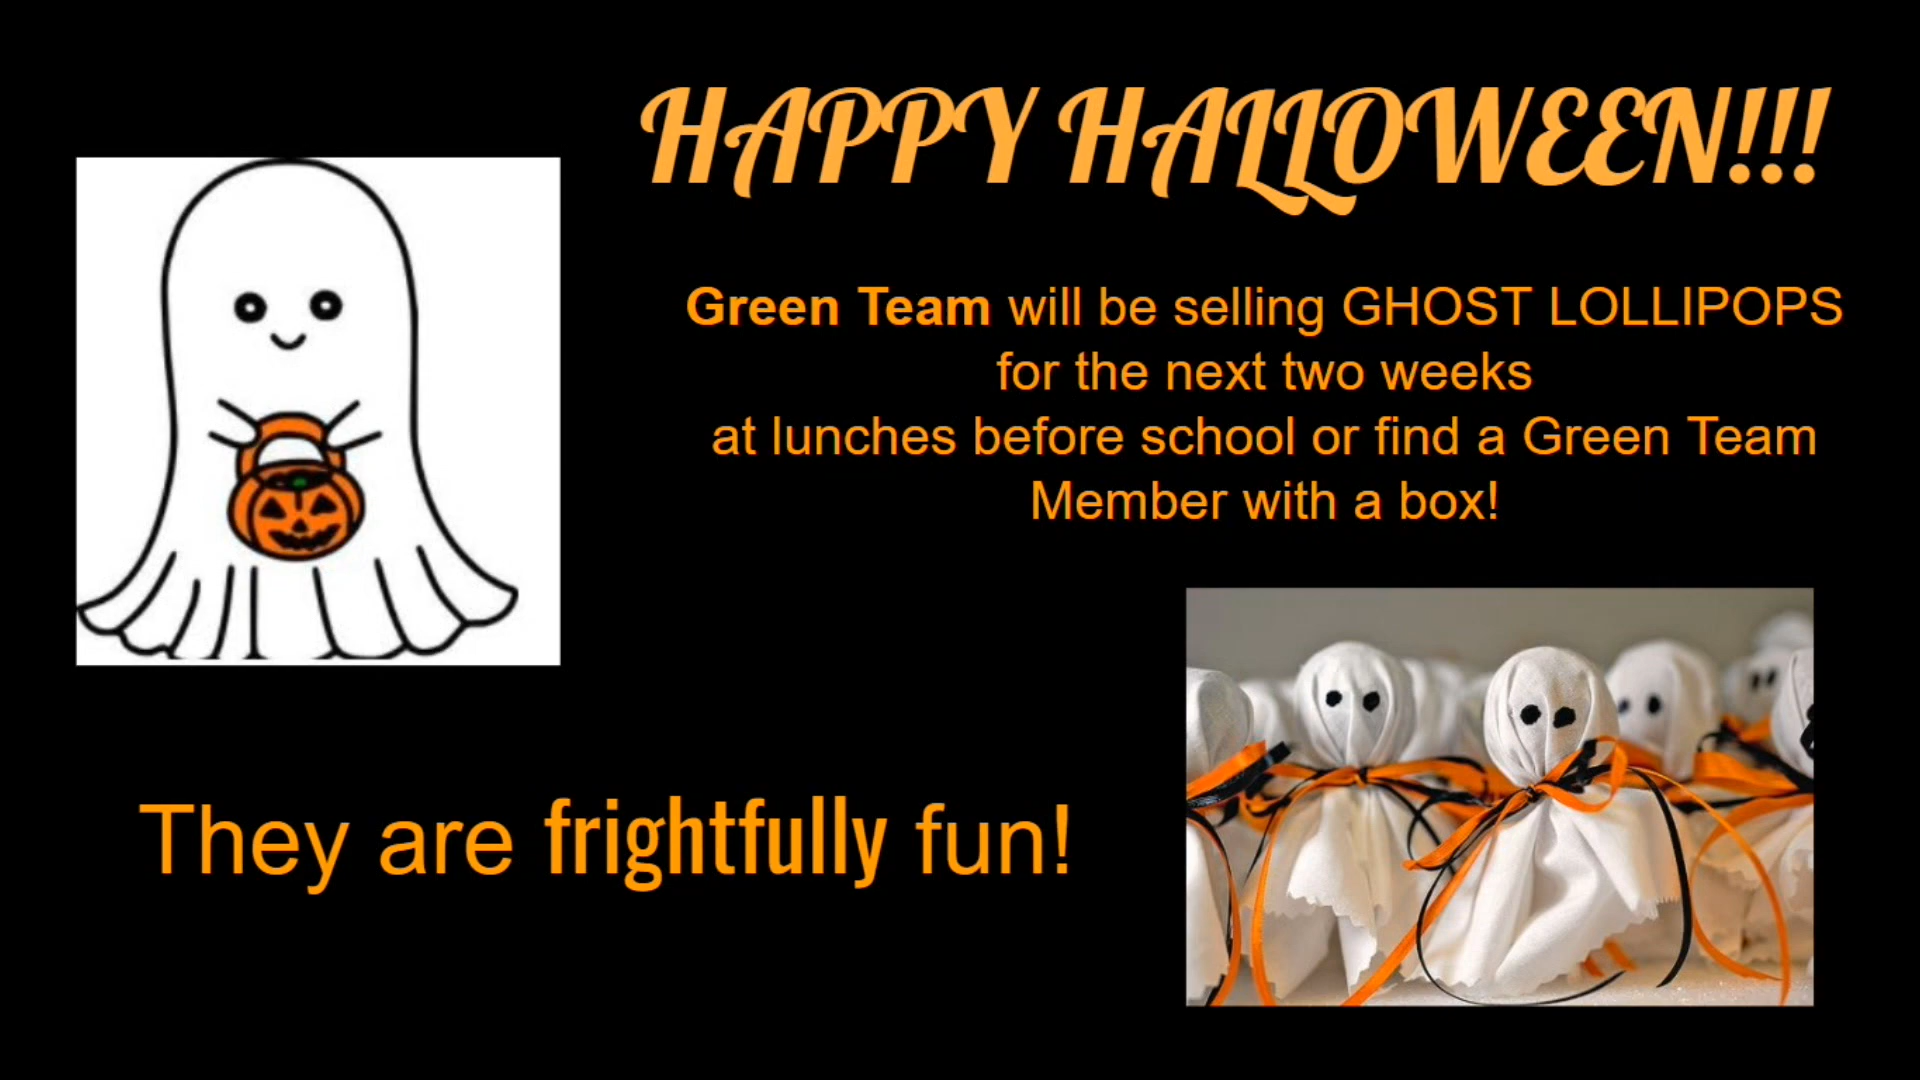 HAPPY HALLOWEEN!!!
Green Team will be selling GHOST LOLLIPOPS
for the next two weeks
at lunches before school or find a Green Team
Member with a box!
They are frightfully fun!